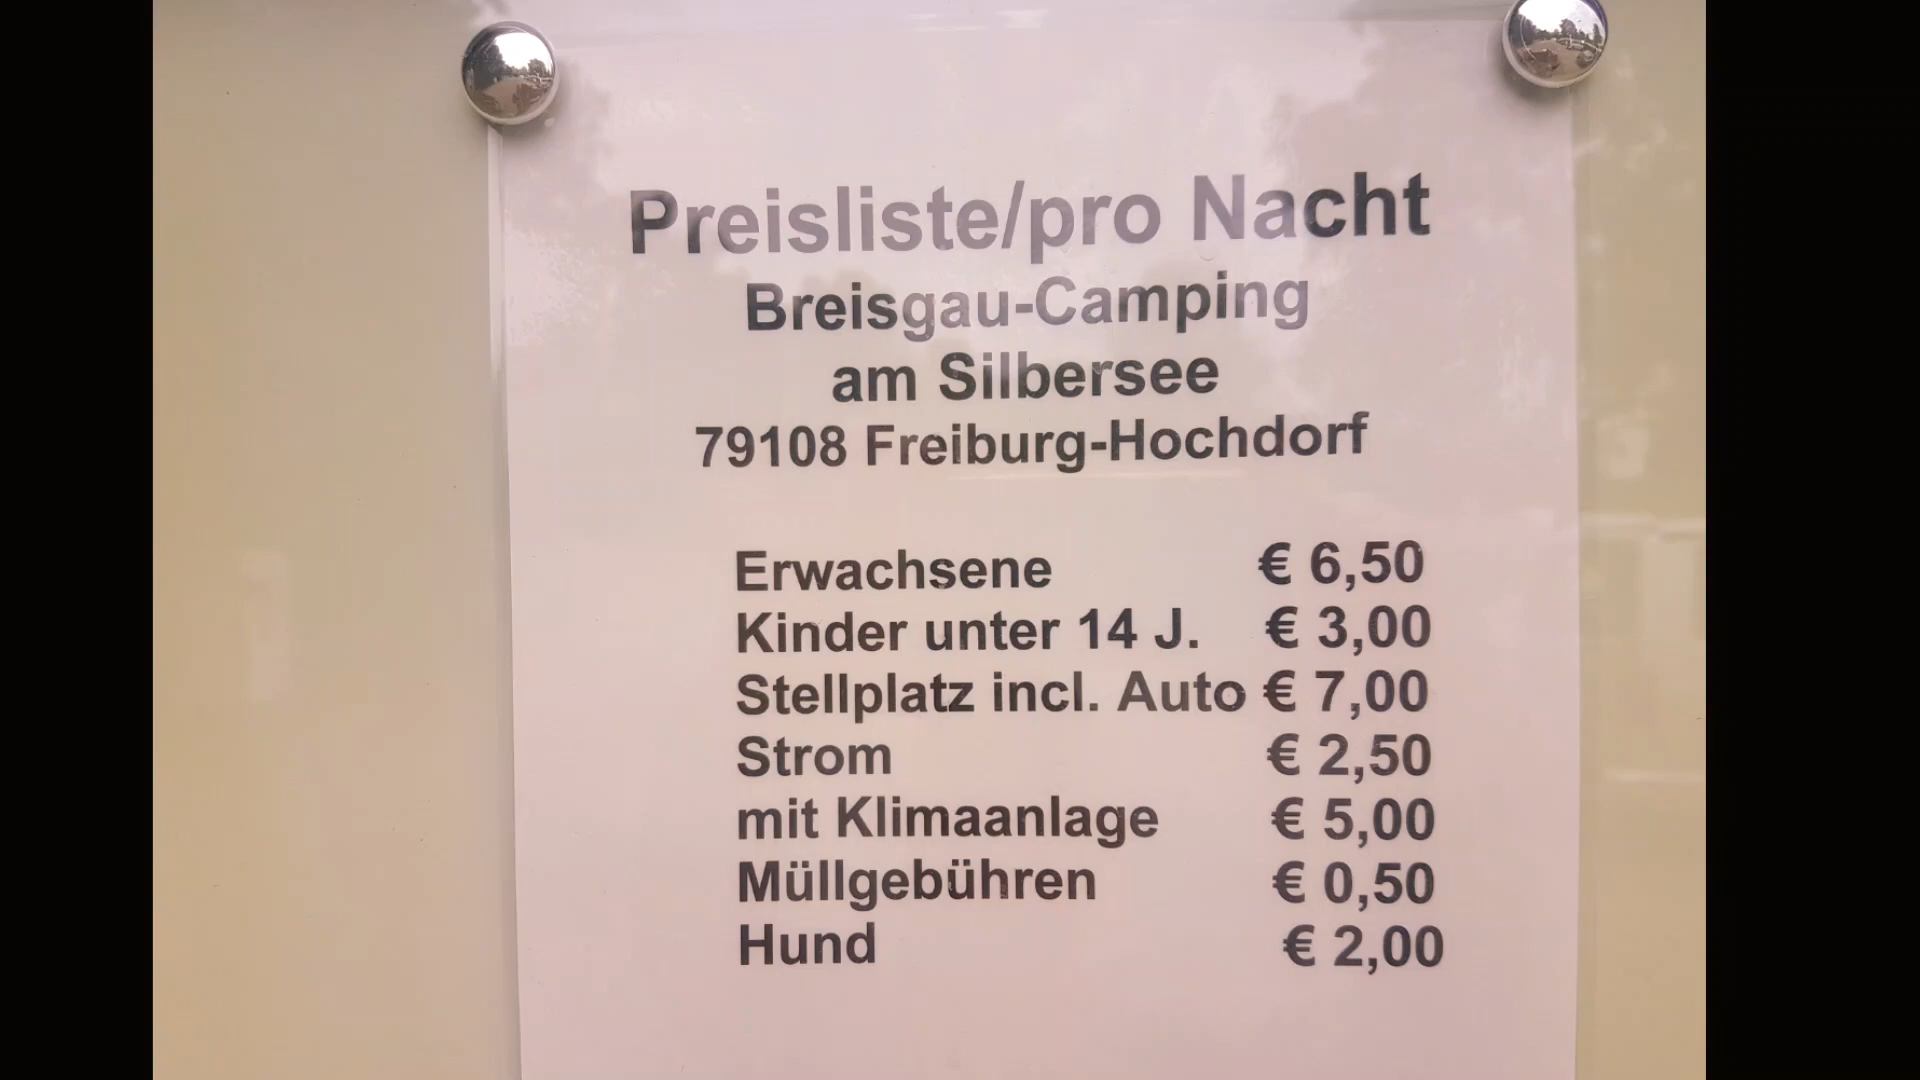 Preisliste/pro Nacht
Breisgau-Camping
am Silbersee
79108 Freiburg-Hochdorf
Erwachsene € 6,50
Kinder unter 14 J. € 3,00
Stellplatz incl. Auto € 7,00
Strom € 2,50
mit Klimaanlage € 5,00
Müllgebühren € 0,50
Hund € 2,00